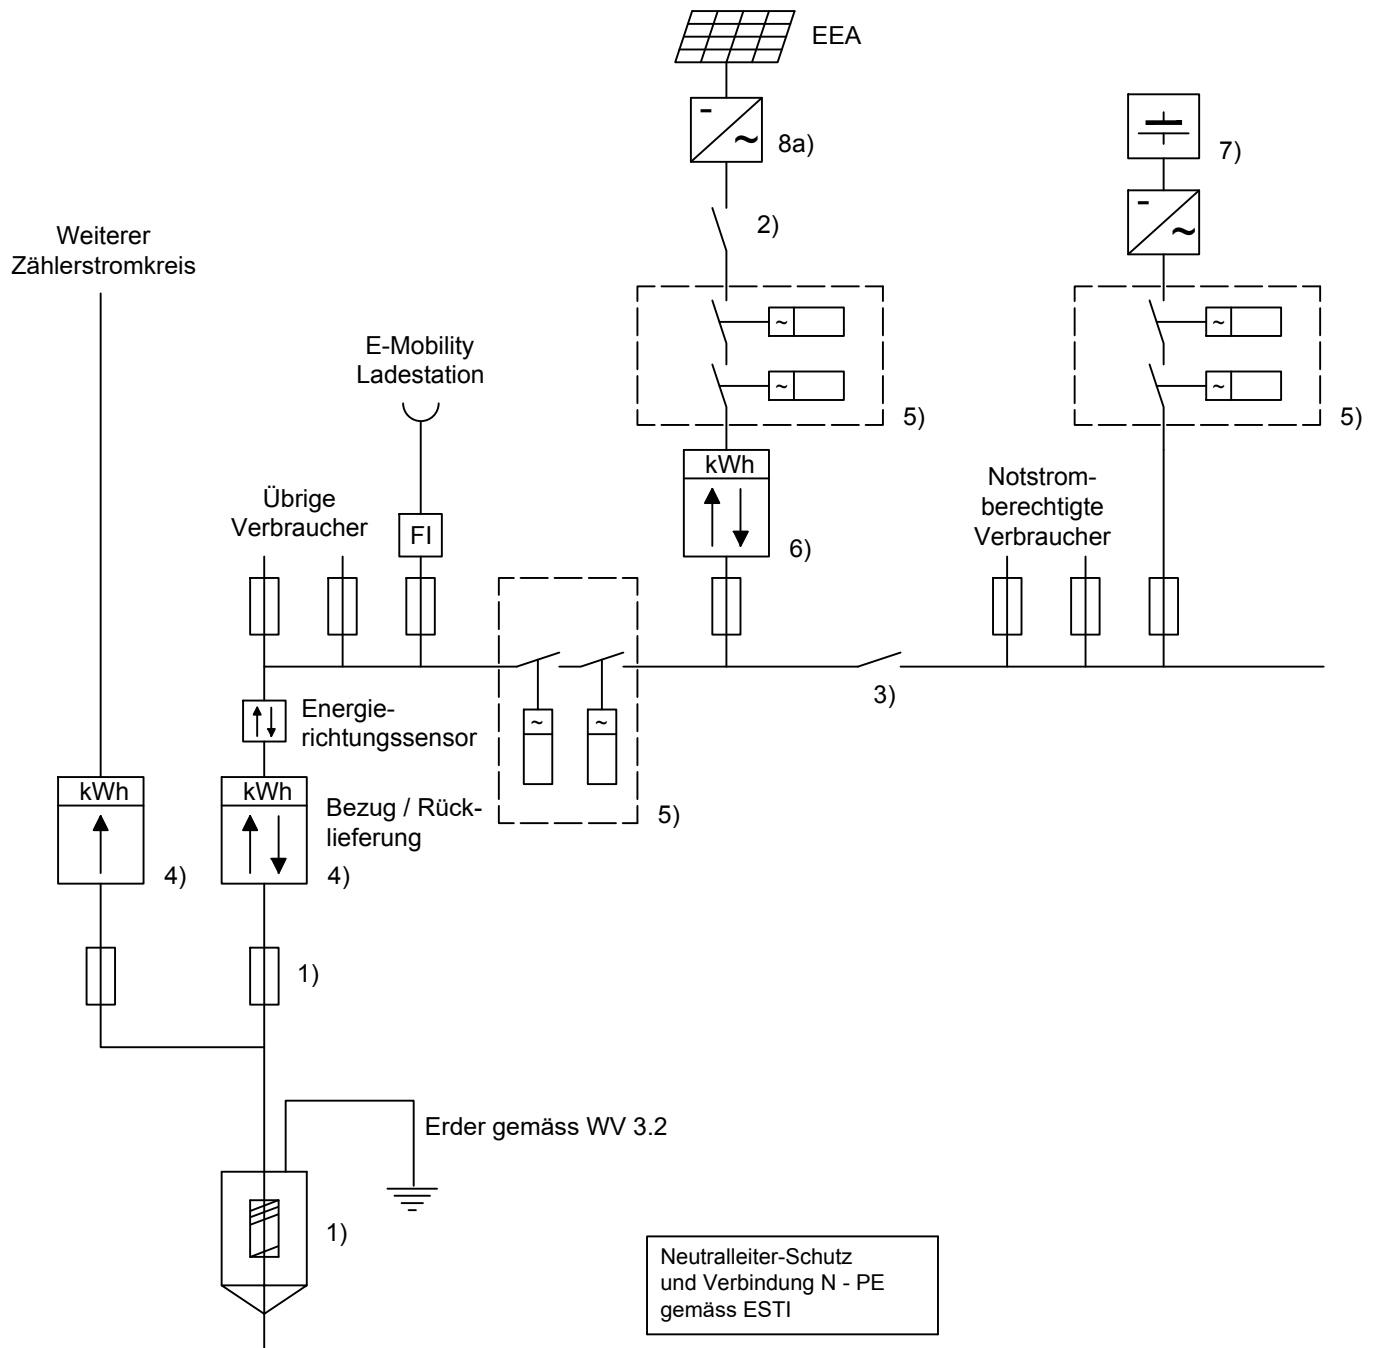 EEA
-
~
8a)
7)
-
~
2)
Weiterer
Zählerstromkreis
~
~
5)
~
~
5)
E-Mobility
Ladestation
kWh
6)
Notstrom-
berechtigte
Verbraucher
Übrige
Verbraucher
FI
3)
Energie-
richtungssensor
~
~
5)
kWh
4)
kWh
Bezug / Rück-
lieferung
4)
1)
Erder gemäss WV 3.2
1)
Neutralleiter-Schutz
und Verbindung N - PE
gemäss ESTI